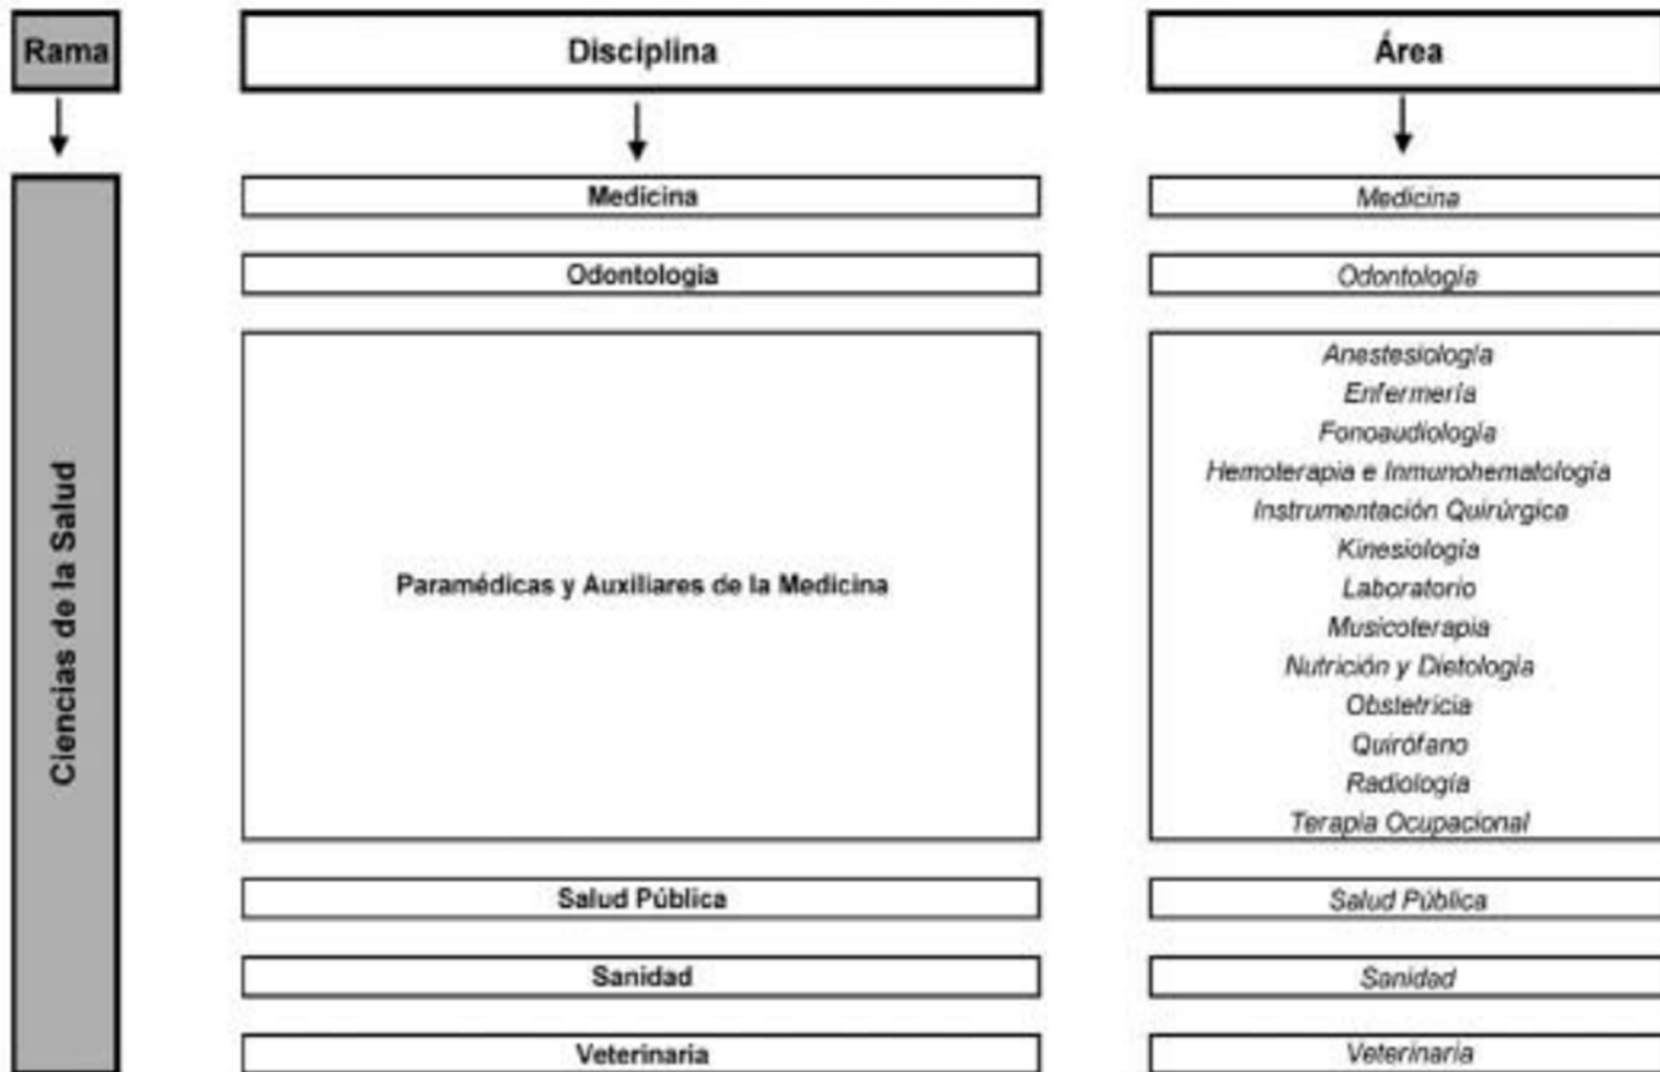 Rama
Disciplina
Área
Ciencias de la Salud
Medicina
Medicina
Odontologia
Odontología
Paramédicas y Auxiliares de la Medicina
Anestesiología
Enfermería
Fonoaudiología
Hemoterapia e Inmunohematología
Instrumentación Quirúrgica
Kinesiología
Laboratorio
Musicoterapia
Nutrición y Dietología
Obstetricia
Quirófano
Radiología
Terapia Ocupacional
Salud Pública
Salud Pública
Sanidad
Sanidad
Veterinaria
Veterinaria